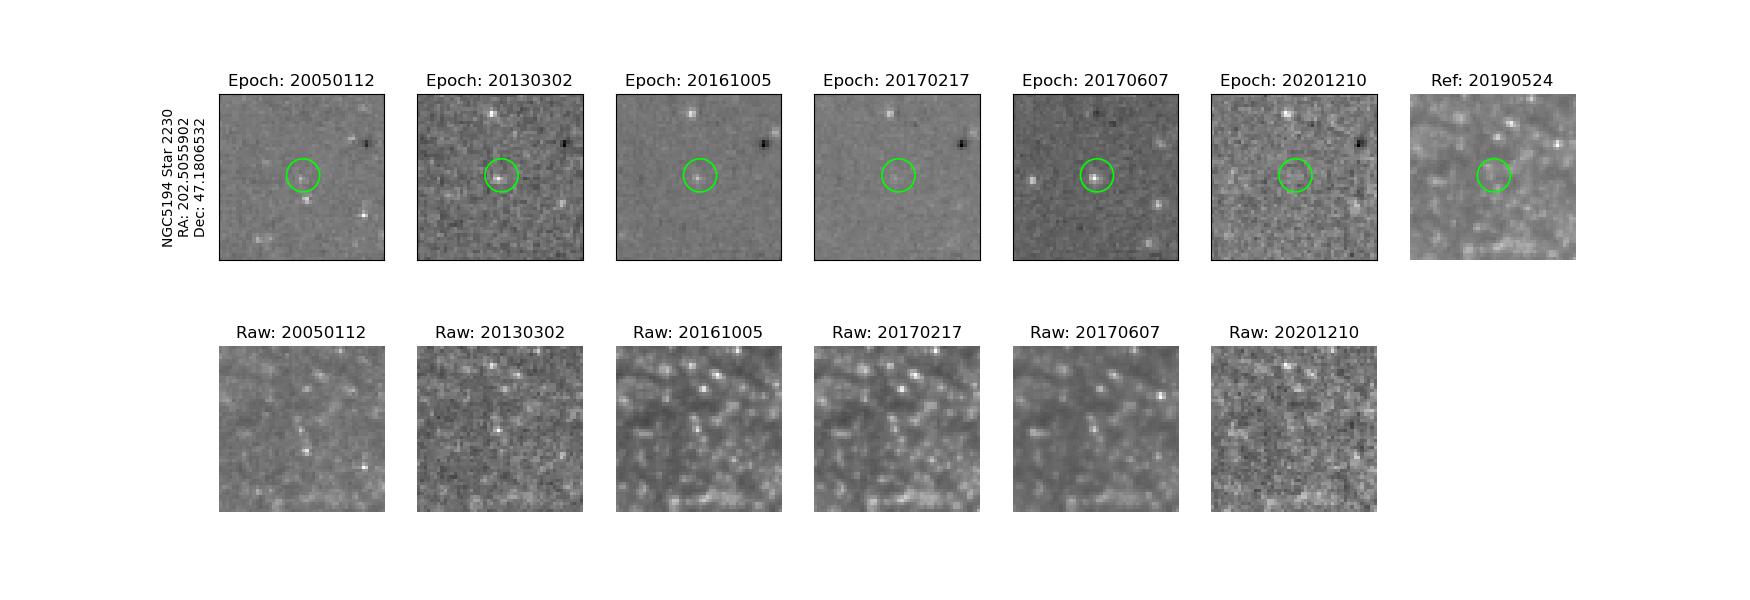 Epoch: 20050112
Epoch: 20130302
Epoch: 20161005
Epoch: 20170217
Epoch: 20170607
Epoch: 20201210
Ref: 20190524
NGC5194 Star 2230
RA: 202.5055902
Dec: 47.1806532
Raw: 20050112
Raw: 20130302
Raw: 20161005
Raw: 20170217
Raw: 20170607
Raw: 20201210